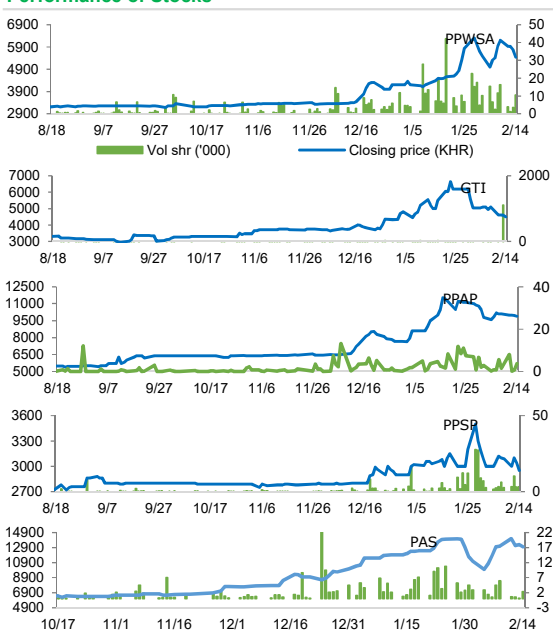 Performance of Stocks
6900 50
5900 PPWSA 40
4900 30
3900 20
10
2900 0
8/18 9/7 9/27 10/17 11/6 11/26 12/16 1/5 1/25 2/14
Vol shr ('000) Closing price (KHR)
7000 2000
6000 GTI
5000
4000
3000 0
8/18 9/7 9/27 10/17 11/6 11/26 12/16 1/5 1/25 2/14
12500 40
11000 PPAP
9500
8000 20
6500
5000 0
8/18 9/7 9/27 10/17 11/6 11/26 12/16 1/5 1/25 2/14
3600 50
3300 PPSP
3000
2700 0
8/18 9/7 9/27 10/17 11/6 11/26 12/16 1/5 1/25 2/14
14900 22
12900 PAS 17
10900 12
8900 7
6900 2
4900 -3
10/17 11/1 11/16 12/1 12/16 12/31 1/15 1/30 2/14